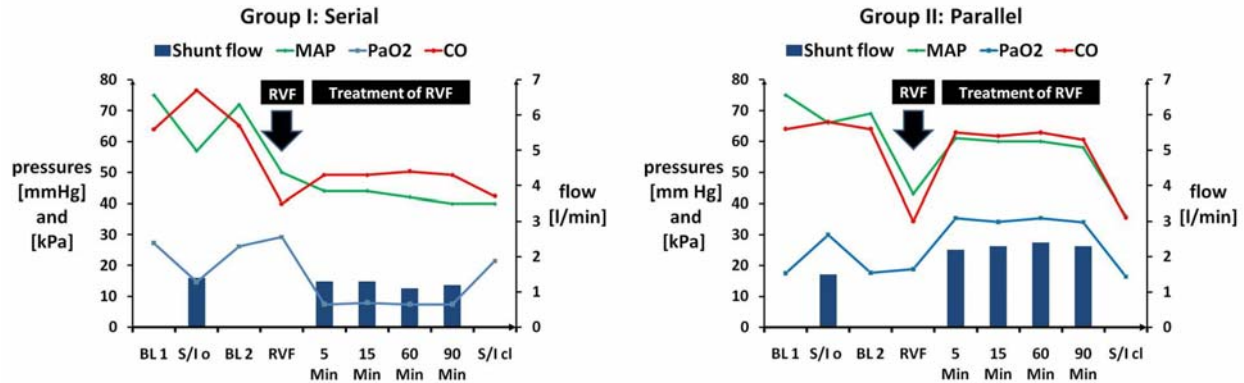 Group I: Serial
Shunt flow MAP PaO2 CO
80
70
60
50
40
30
20
10
0
pressures
[mmHg]
and
[kPa]
RVF
Treatment of RVF
7
6
5
4
3
2
1
0
flow
[l/min]
BL 1 S/I o BL 2 RVF 5 15 60 90 S/I cl
Min Min Min Min
Group II: Parallel
Shunt flow MAP PaO2 CO
80
70
60
50
40
30
20
10
0
pressures
[mm Hg]
and
[kPa]
RVF
Treatment of RVF
7
6
5
4
3
2
1
0
flow
[l/min]
BL 1 S/I o BL 2 RVF 5 15 60 90 S/I cl
Min Min Min Min